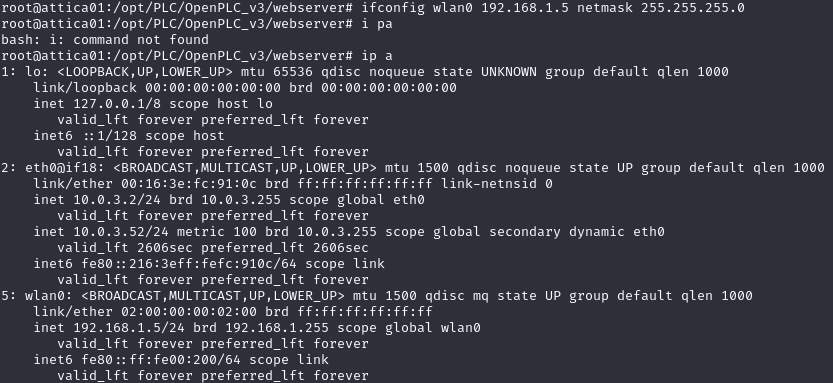 root@attica01:/opt/PLC/OpenPLC_v3/webserver# ifconfig wlan0 192.168.1.5 netmask 255.255.255.0
root@attica01:/opt/PLC/OpenPLC_v3/webserver# i pa
bash: i: command not found
root@attica01:/opt/PLC/OpenPLC_v3/webserver# ip a
1: lo: <LOOPBACK,UP,LOWER_UP> mtu 65536 qdisc noqueue state UNKNOWN group default qlen 1000
    link/loopback 00:00:00:00:00:00 brd 00:00:00:00:00:00
    inet 127.0.0.1/8 scope host lo
       valid_lft forever preferred_lft forever
    inet6 ::1/128 scope host
       valid_lft forever preferred_lft forever
2: eth0@if18: <BROADCAST,MULTICAST,UP,LOWER_UP> mtu 1500 qdisc noqueue state UP group default qlen 1000
    link/ether 00:16:3e:fc:91:0c brd ff:ff:ff:ff:ff:ff link-netnsid 0
    inet 10.0.3.2/24 brd 10.0.3.255 scope global eth0
       valid_lft forever preferred_lft forever
    inet 10.0.3.52/24 metric 100 brd 10.0.3.255 scope global secondary dynamic eth0
       valid_lft 2606sec preferred_lft 2606sec
    inet6 fe80::216:3eff:fefc:910c/64 scope link
       valid_lft forever preferred_lft forever
5: wlan0: <BROADCAST,MULTICAST,UP,LOWER_UP> mtu 1500 qdisc mq state UP group default qlen 1000
    link/ether 02:00:00:00:02:00 brd ff:ff:ff:ff:ff:ff
    inet 192.168.1.5/24 brd 192.168.1.255 scope global wlan0
       valid_lft forever preferred_lft forever
    inet6 fe80::ff:fe00:200/64 scope link
       valid_lft forever preferred_lft forever